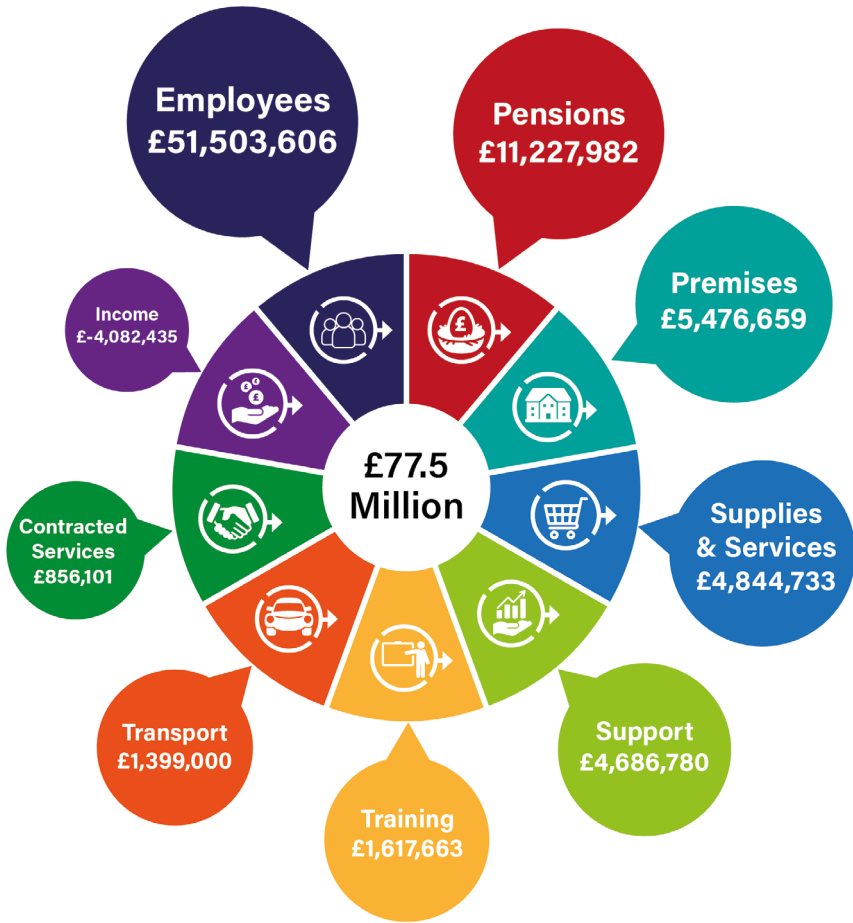 Employees
£51,503,606
Pensions
£11,227,982
Premises
£5,476,659
Income
£-4,082,435
£
£
£
£
£77.5
Million
Supplies
& Services
£4,844,733
Contracted
Services
£856,101
Transport
£1,399,000
Support
£4,686,780
Training
£1,617,663